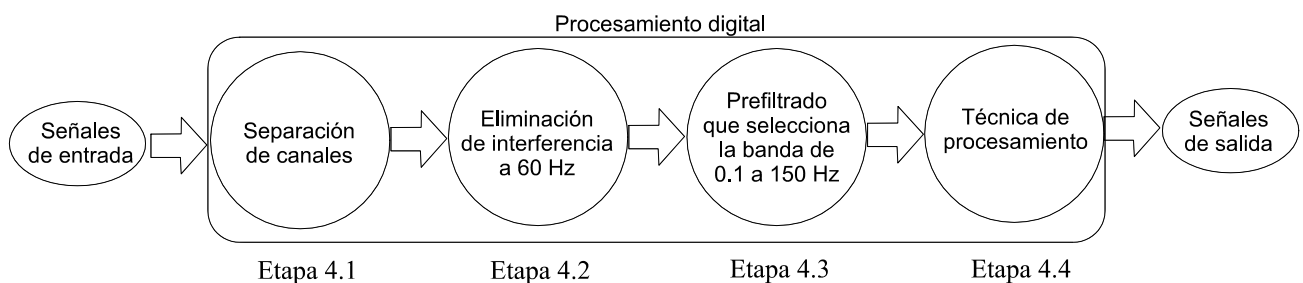 Procesamiento digital
Señales
de entrada
Separación
de canales
Eliminación
de interferencia
a 60 Hz
Prefiltrado
que selecciona
la banda de
0.1 a 150 Hz
Técnica de
procesamiento
Señales
de salida
Etapa 4.1
Etapa 4.2
Etapa 4.3
Etapa 4.4